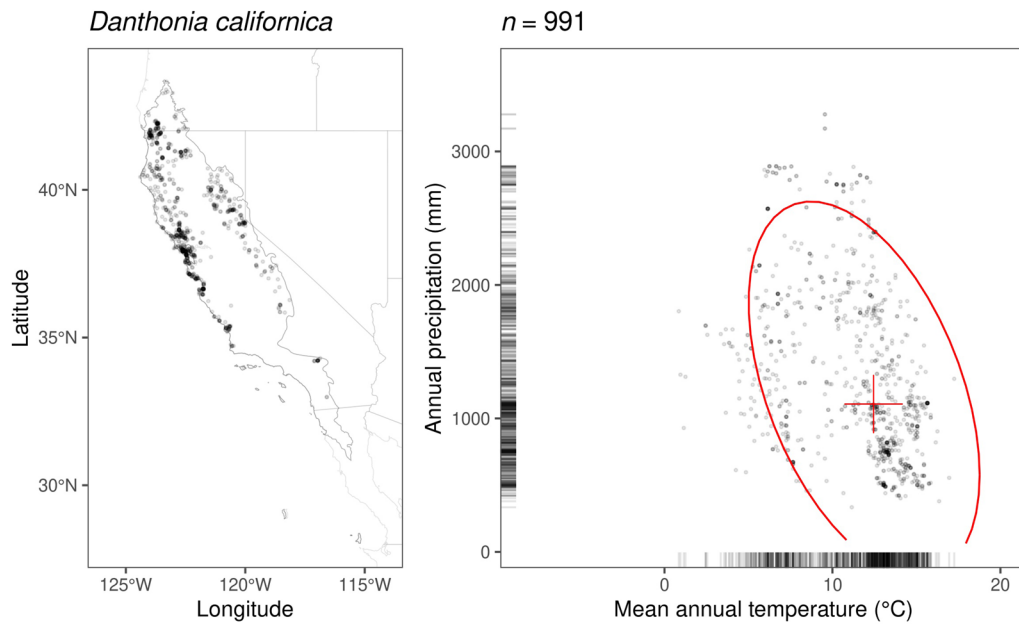 Danthonia californica
n = 991
40°N
35°N
30°N
Latitude
125°W
120°W
115°W
Longitude
3000
2000
1000
0
Annual precipitation (mm)
0
10
20
Mean annual temperature (°C)